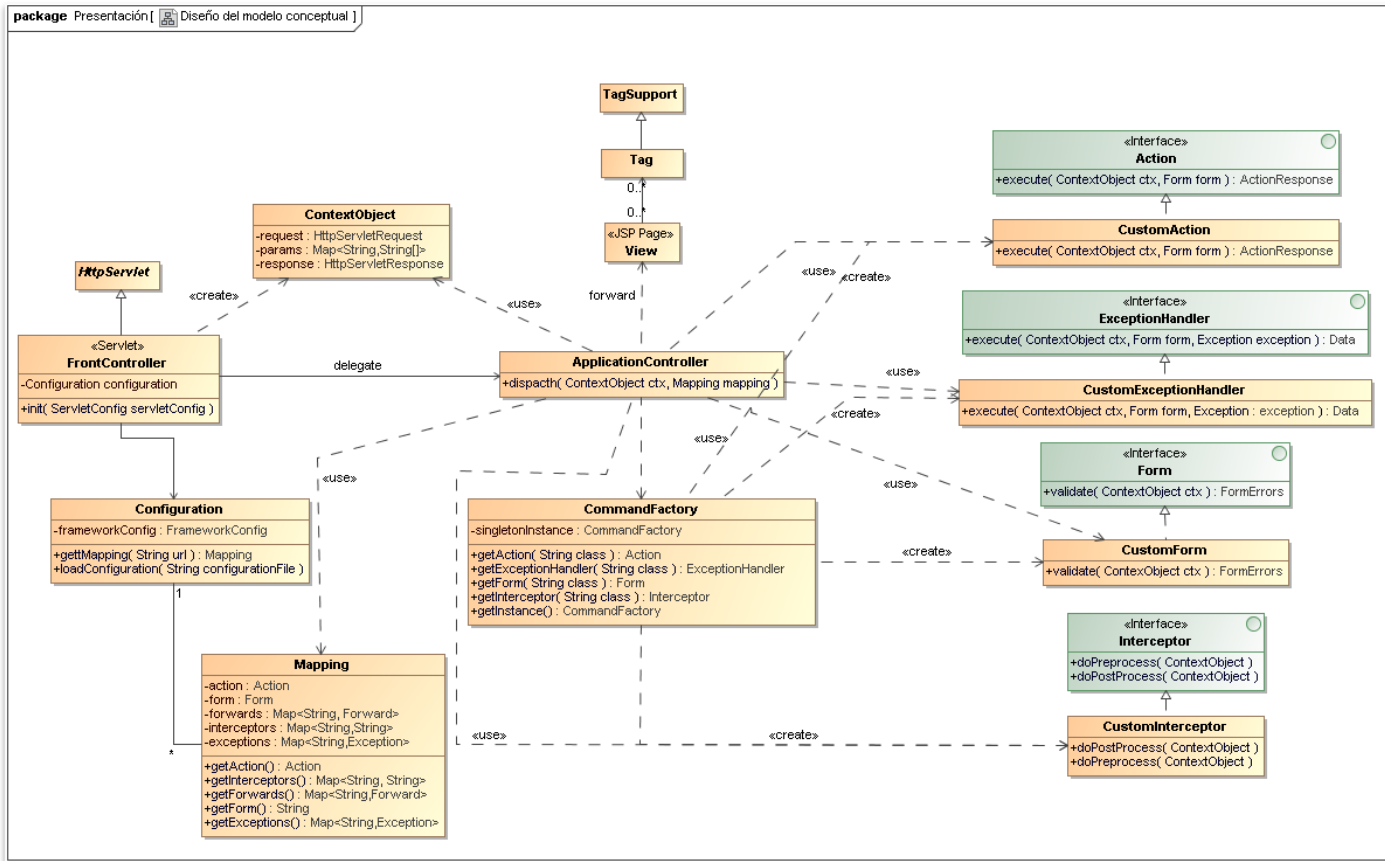 package Presentación [ Diseño del modelo conceptual ]
TagSupport
Tag
0..*
0..*
«JSP Page»
View
forward
ContextObject
-request : HttpServletRequest
-params : Map<String,String[]>
-response : HttpServletResponse
HttpServlet
«create»
«use»
«Servlet»
FrontController
-Configuration configuration
+init( ServletConfig servletConfig )
delegate
ApplicationController
+dispacth( ContextObject ctx, Mapping mapping )
«Interface»
Action
+execute( ContextObject ctx, Form form ) : ActionResponse
CustomAction
+execute( ContextObject ctx, Form form ) : ActionResponse
«use»
«create»
«Interface»
ExceptionHandler
+execute( ContextObject ctx, Form form, Exception exception ) : Data
«use»
CustomExceptionHandler
+execute( ContextObject ctx, Form form, Exception : exception ) : Data
«create»
«use»
«use»
«use»
«Interface»
Form
+validate( ContextObject ctx ) : FormErrors
«create»
CustomForm
+validate( ContexObject ctx ) : FormErrors
Configuration
-frameworkConfig : FrameworkConfig
+gettMapping( String url ) : Mapping
+loadConfiguration( String configurationFile )
1
*
CommandFactory
-singletonInstance : CommandFactory
+getAction( String class ) : Action
+getExceptionHandler( String class ) : ExceptionHandler
+getForm( String class ) : Form
+getInterceptor( String class ) : Interceptor
+getInstance() : CommandFactory
Mapping
-action : Action
-form : Form
-forwards : Map<String, Forward>
-interceptors : Map<String,String>
-exceptions : Map<String,Exception>
+getAction() : Action
+getInterceptors() : Map<String, String>
+getForwards() : Map<String,Forward>
+getForm() : String
+getExceptions() : Map<String,Exception>
«use»
«create»
«Interface»
Interceptor
+doPreprocess( ContextObject )
+doPostProcess( ContextObject )
CustomInterceptor
+doPostProcess( ContextObject )
+doPreprocess( ContextObject )